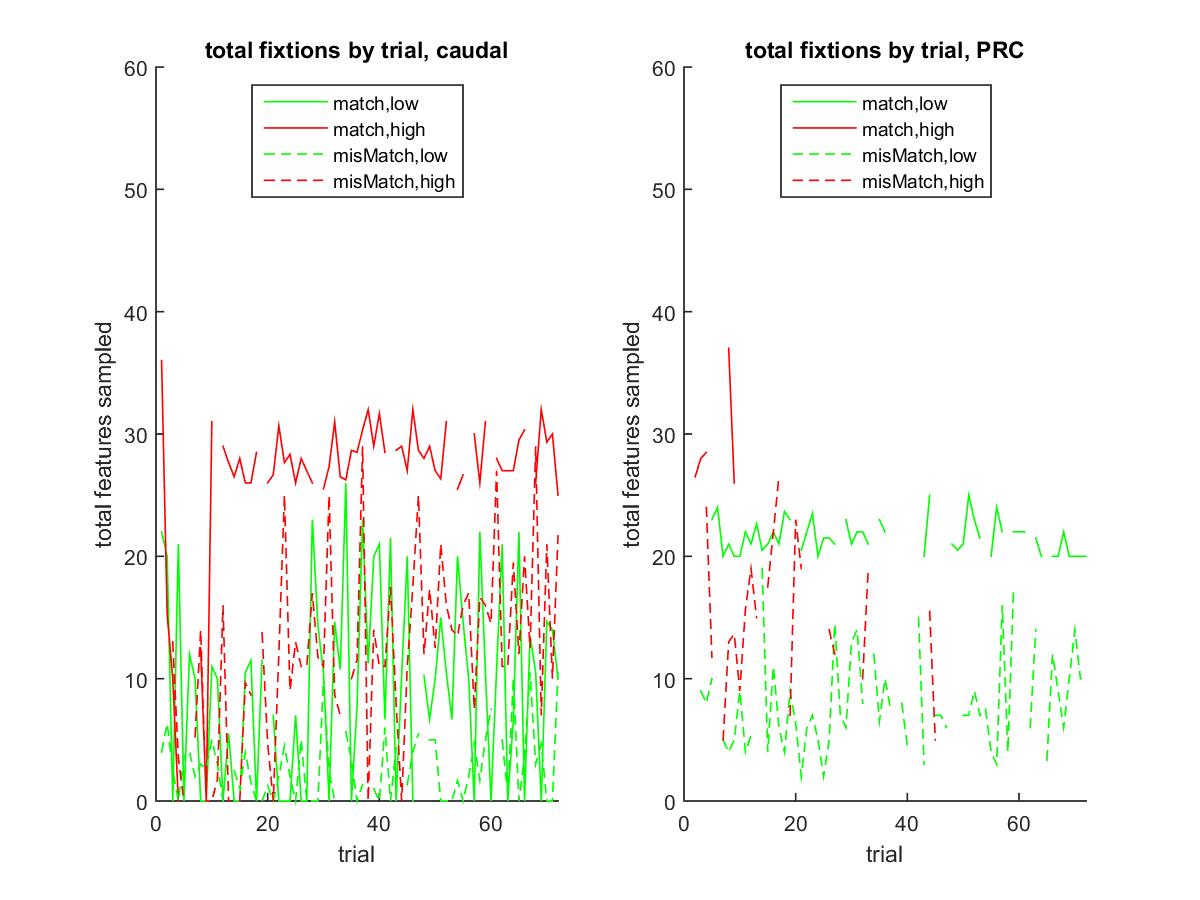 total fixtions by trial, caudal
60
50
40
30
20
10
0
total features sampled
match,low
match,high
misMatch,low
misMatch,high
0 20 40 60
trial
total fixtions by trial, PRC
60
50
40
30
20
10
0
total features sampled
match,low
match,high
misMatch,low
misMatch,high
0 20 40 60
trial